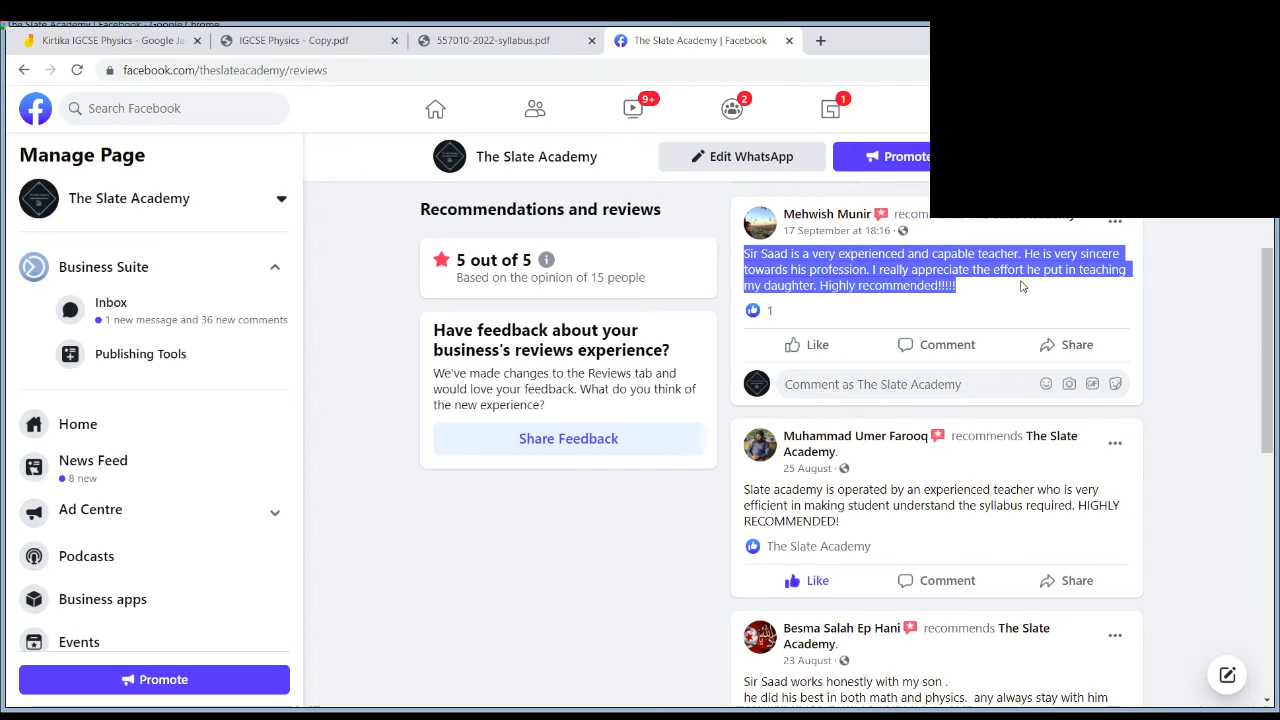 Kirtika IGCSE Physics - Google Ja
IGCSE Physics - Copy.pdf
557010-2022-syllabus.pdf
The Slate Academy | Facebook
facebook.com/theslateacademy/reviews
Search Facebook
9+
2
1
Manage Page
The Slate Academy
Edit WhatsApp
Promote
The Slate Academy
Business Suite
Inbox
1 new message and 36 new comments
Publishing Tools
Home
News Feed
8 new
Ad Centre
Podcasts
Business apps
Events
Promote
Recommendations and reviews
5 out of 5
Based on the opinion of 15 people
Have feedback about your
business's reviews experience?
We've made changes to the Reviews tab and
would love your feedback. What do you think of
the new experience?
Share Feedback
Mehwish Munir recom
17 September at 18:16
Sir Saad is a very experienced and capable teacher. He is very sincere
towards his profession. I really appreciate the effort he put in teaching
my daughter. Highly recommended!!!!!
1
Like Comment Share
Comment as The Slate Academy
Muhammad Umer Farooq recommends The Slate
Academy.
25 August
Slate academy is operated by an experienced teacher who is very
efficient in making student understand the syllabus required. HIGHLY
RECOMMENDED!
The Slate Academy
Like Comment Share
Besma Salah Ep Hani recommends The Slate
Academy.
23 August
Sir Saad works honestly with my son .
he did his best in both math and physics. any always stay with him